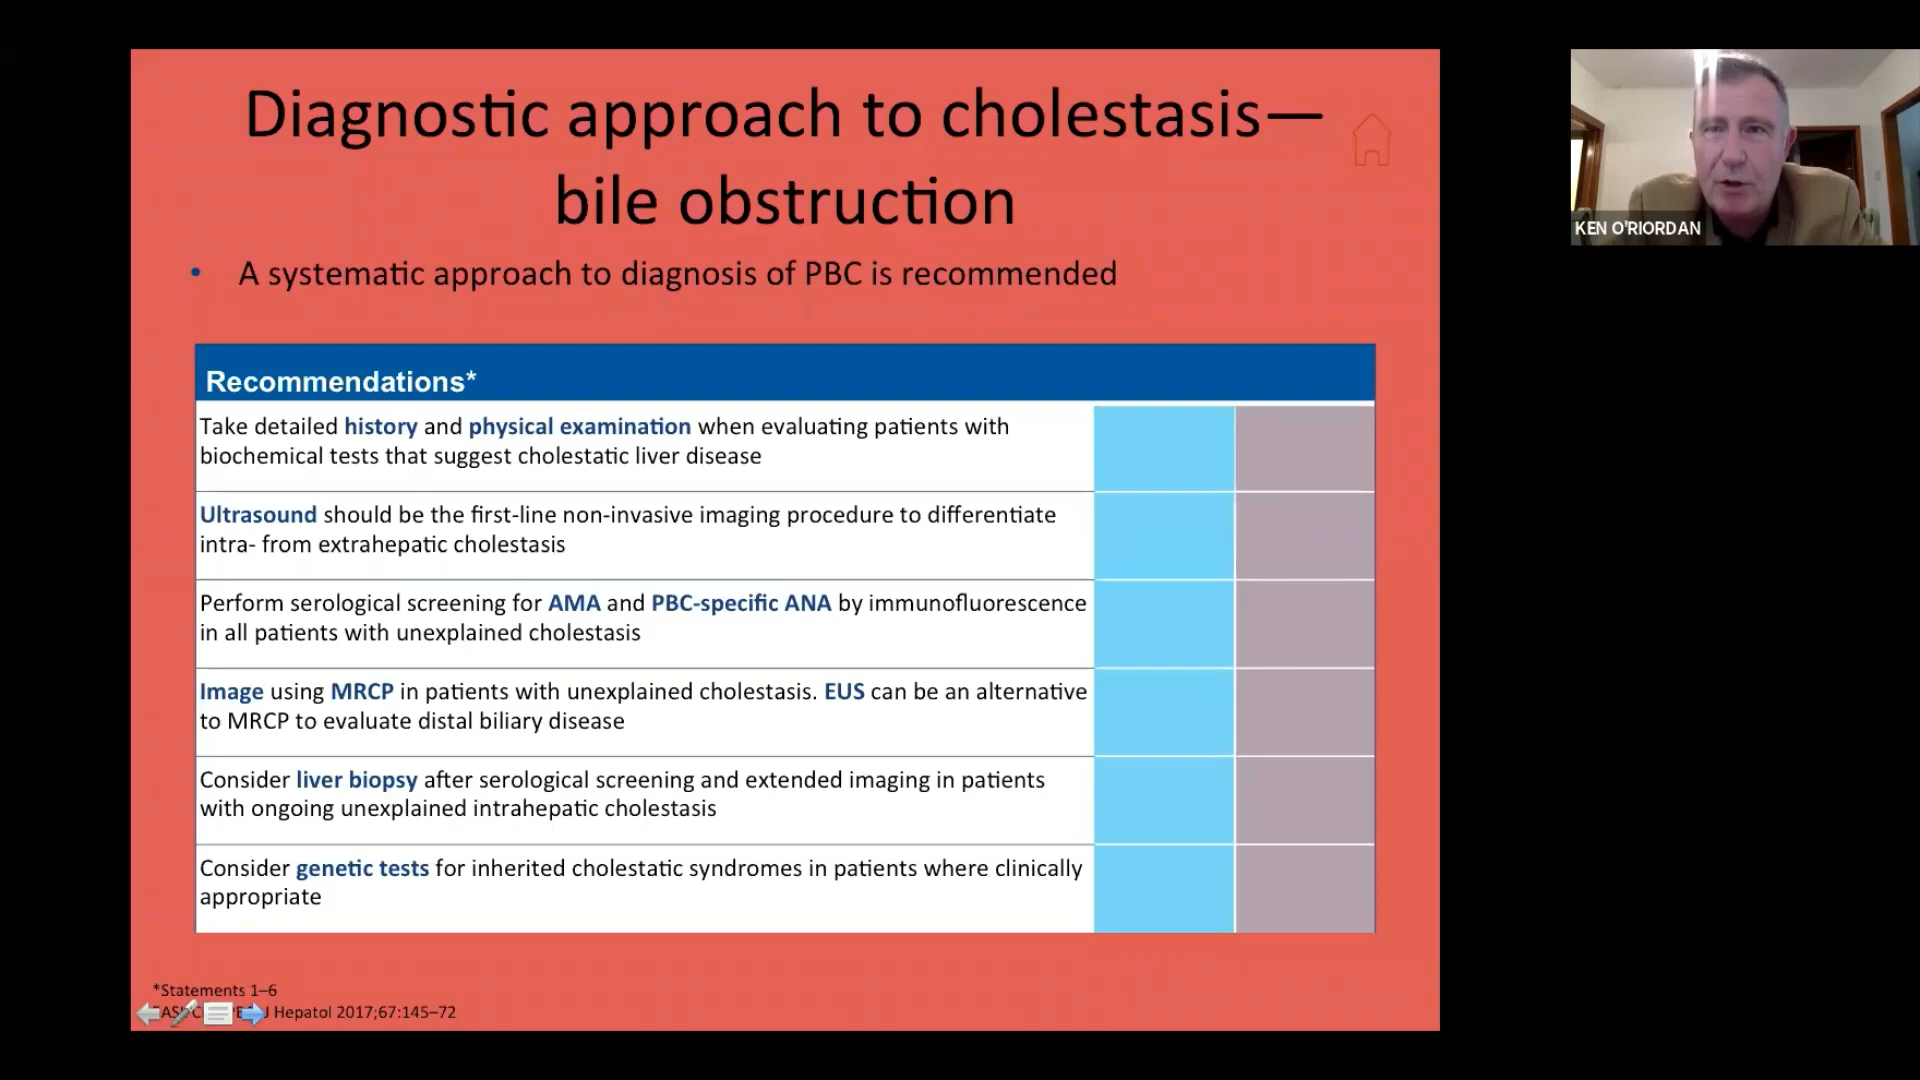 Diagnostic approach to cholestasis—
bile obstruction
• A systematic approach to diagnosis of PBC is recommended
Recommendations*
Take detailed history and physical examination when evaluating patients with
biochemical tests that suggest cholestatic liver disease
Ultrasound should be the first-line non-invasive imaging procedure to differentiate
intra- from extrahepatic cholestasis
Perform serological screening for AMA and PBC-specific ANA by immunofluorescence
in all patients with unexplained cholestasis
Image using MRCP in patients with unexplained cholestasis. EUS can be an alternative
to MRCP to evaluate distal biliary disease
Consider liver biopsy after serological screening and extended imaging in patients
with ongoing unexplained intrahepatic cholestasis
Consider genetic tests for inherited cholestatic syndromes in patients where clinically
appropriate
*Statements 1–6
J Hepatol 2017;67:145–72
KEN O'RIORDAN